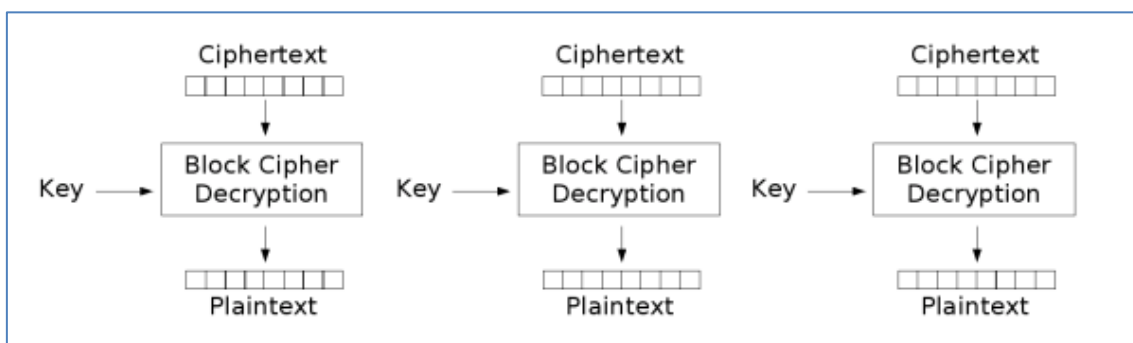 Ciphertext Ciphertext Ciphertext
Key Block Cipher Decryption Key Block Cipher Decryption Key Block Cipher Decryption
Plaintext Plaintext Plaintext